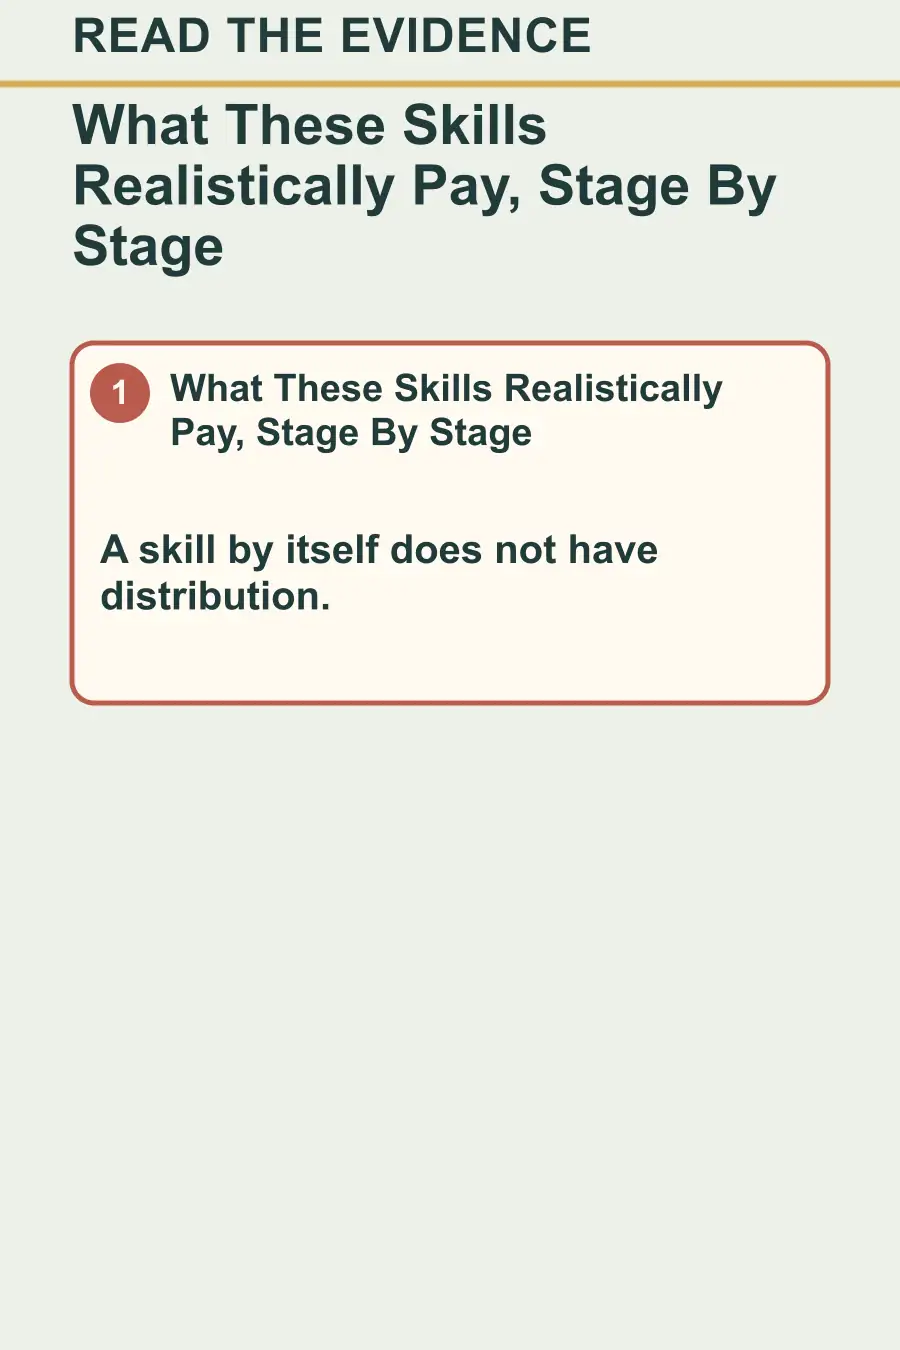 READ THE EVIDENCE
What These Skills
Realistically Pay, Stage By
Stage
1
What These Skills Realistically
Pay, Stage By Stage
A skill by itself does not have
distribution.